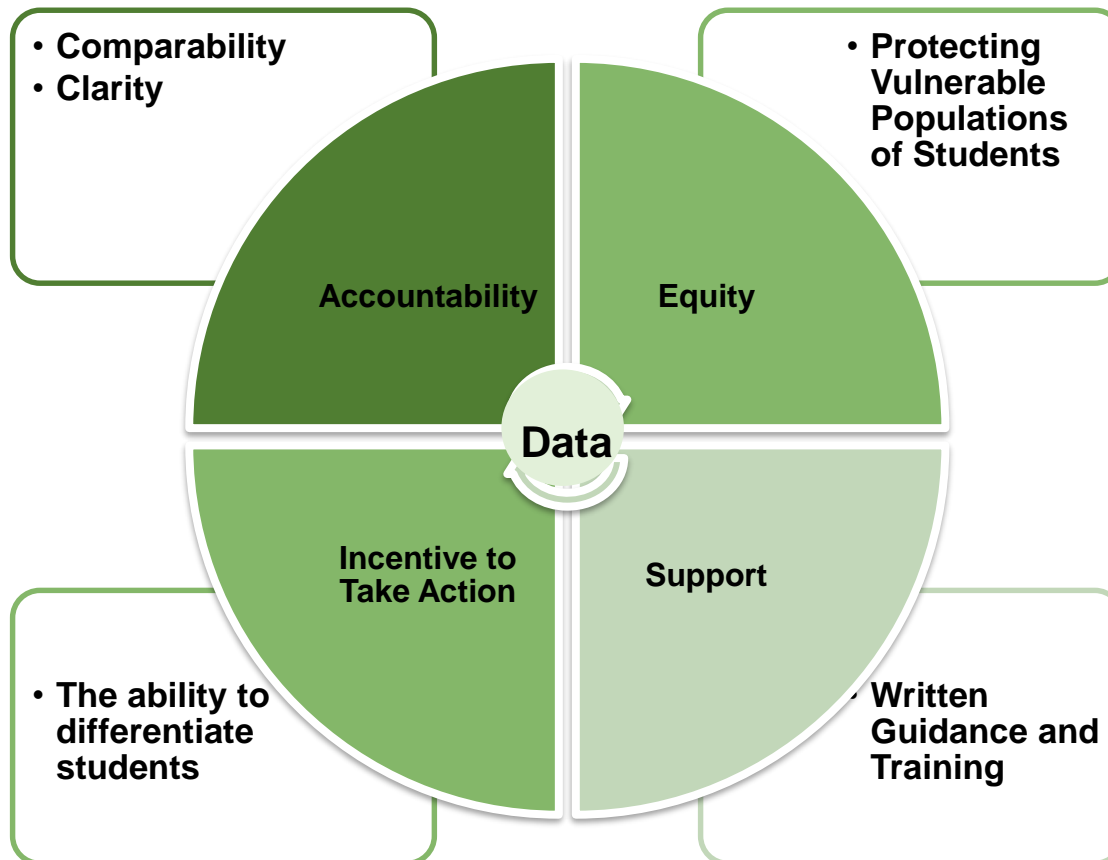 • Comparability
• Clarity
• Protecting
Vulnerable
Populations
of Students
Accountability
Equity
Data
Incentive to
Take Action
Support
• The ability to
differentiate
students
• Written
Guidance and
Training